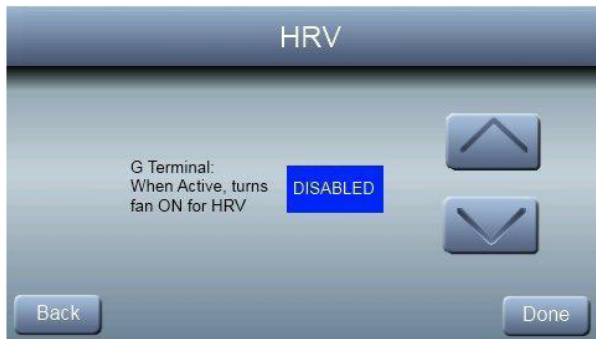 HRV
G Terminal:
When Active, turns
fan ON for HRV
DISABLED
Back
Done